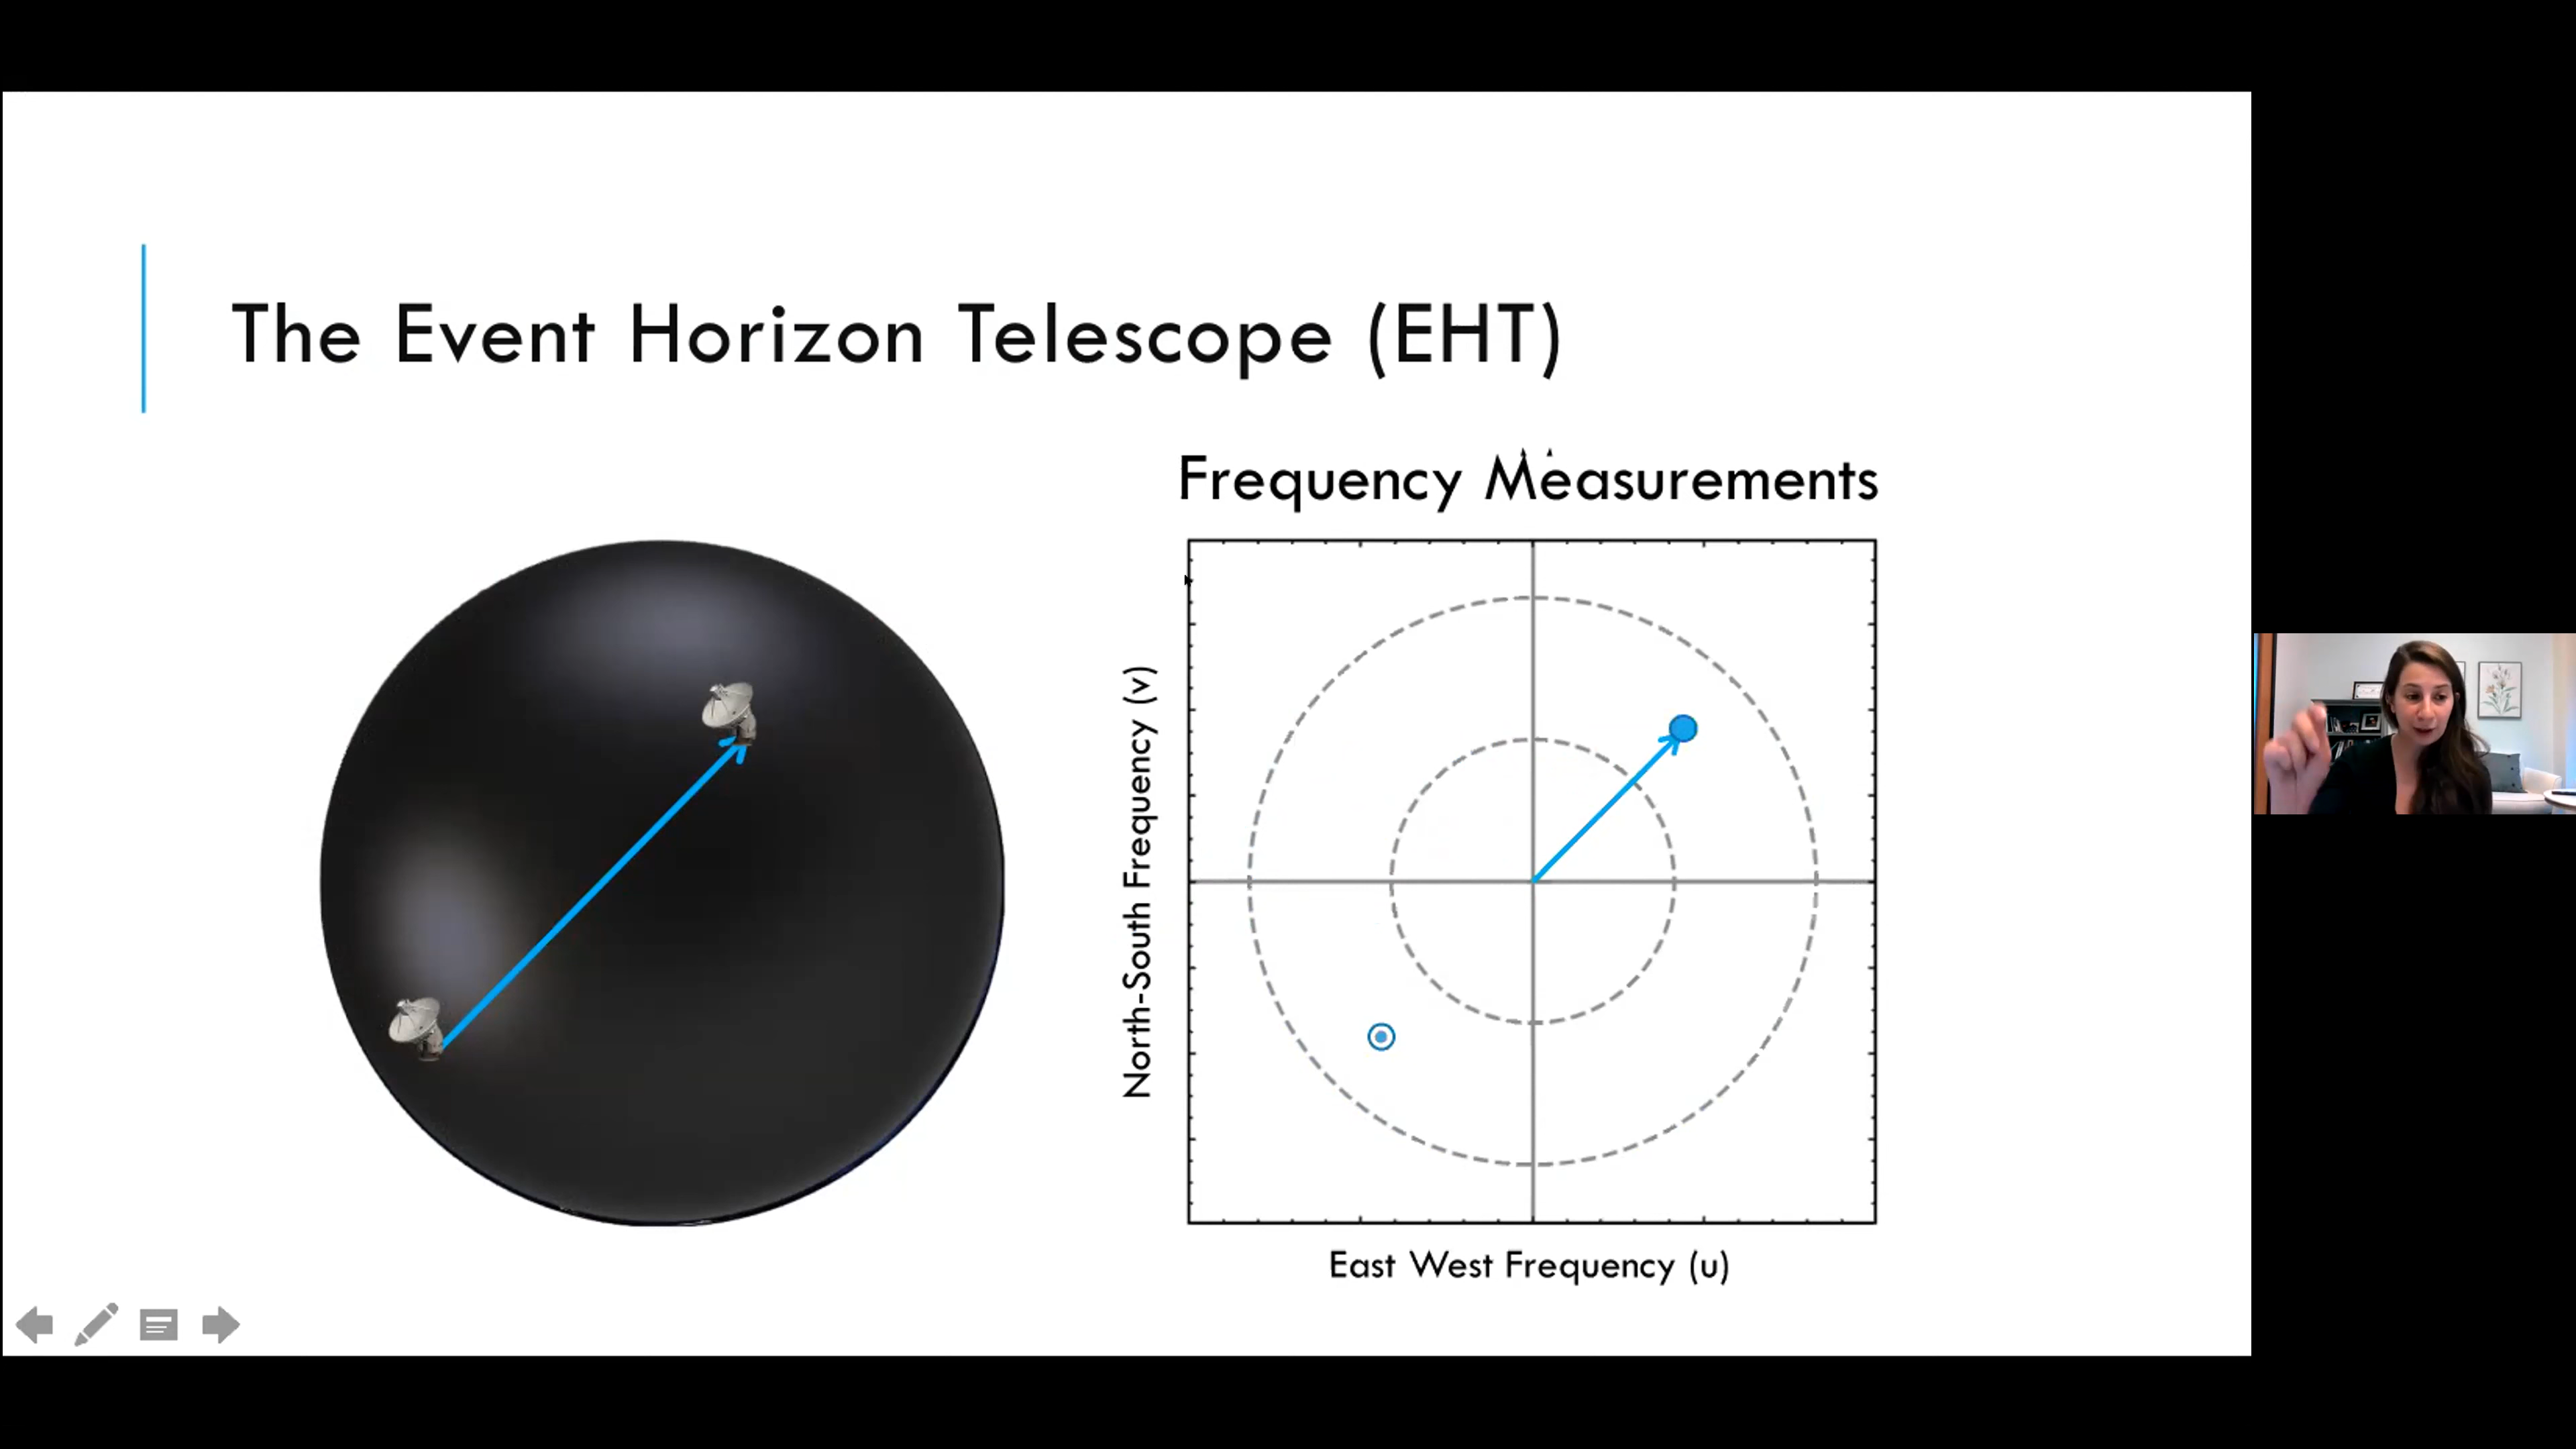 The Event Horizon Telescope (EHT)
Frequency Measurements
North-South Frequency (v)
East West Frequency (u)